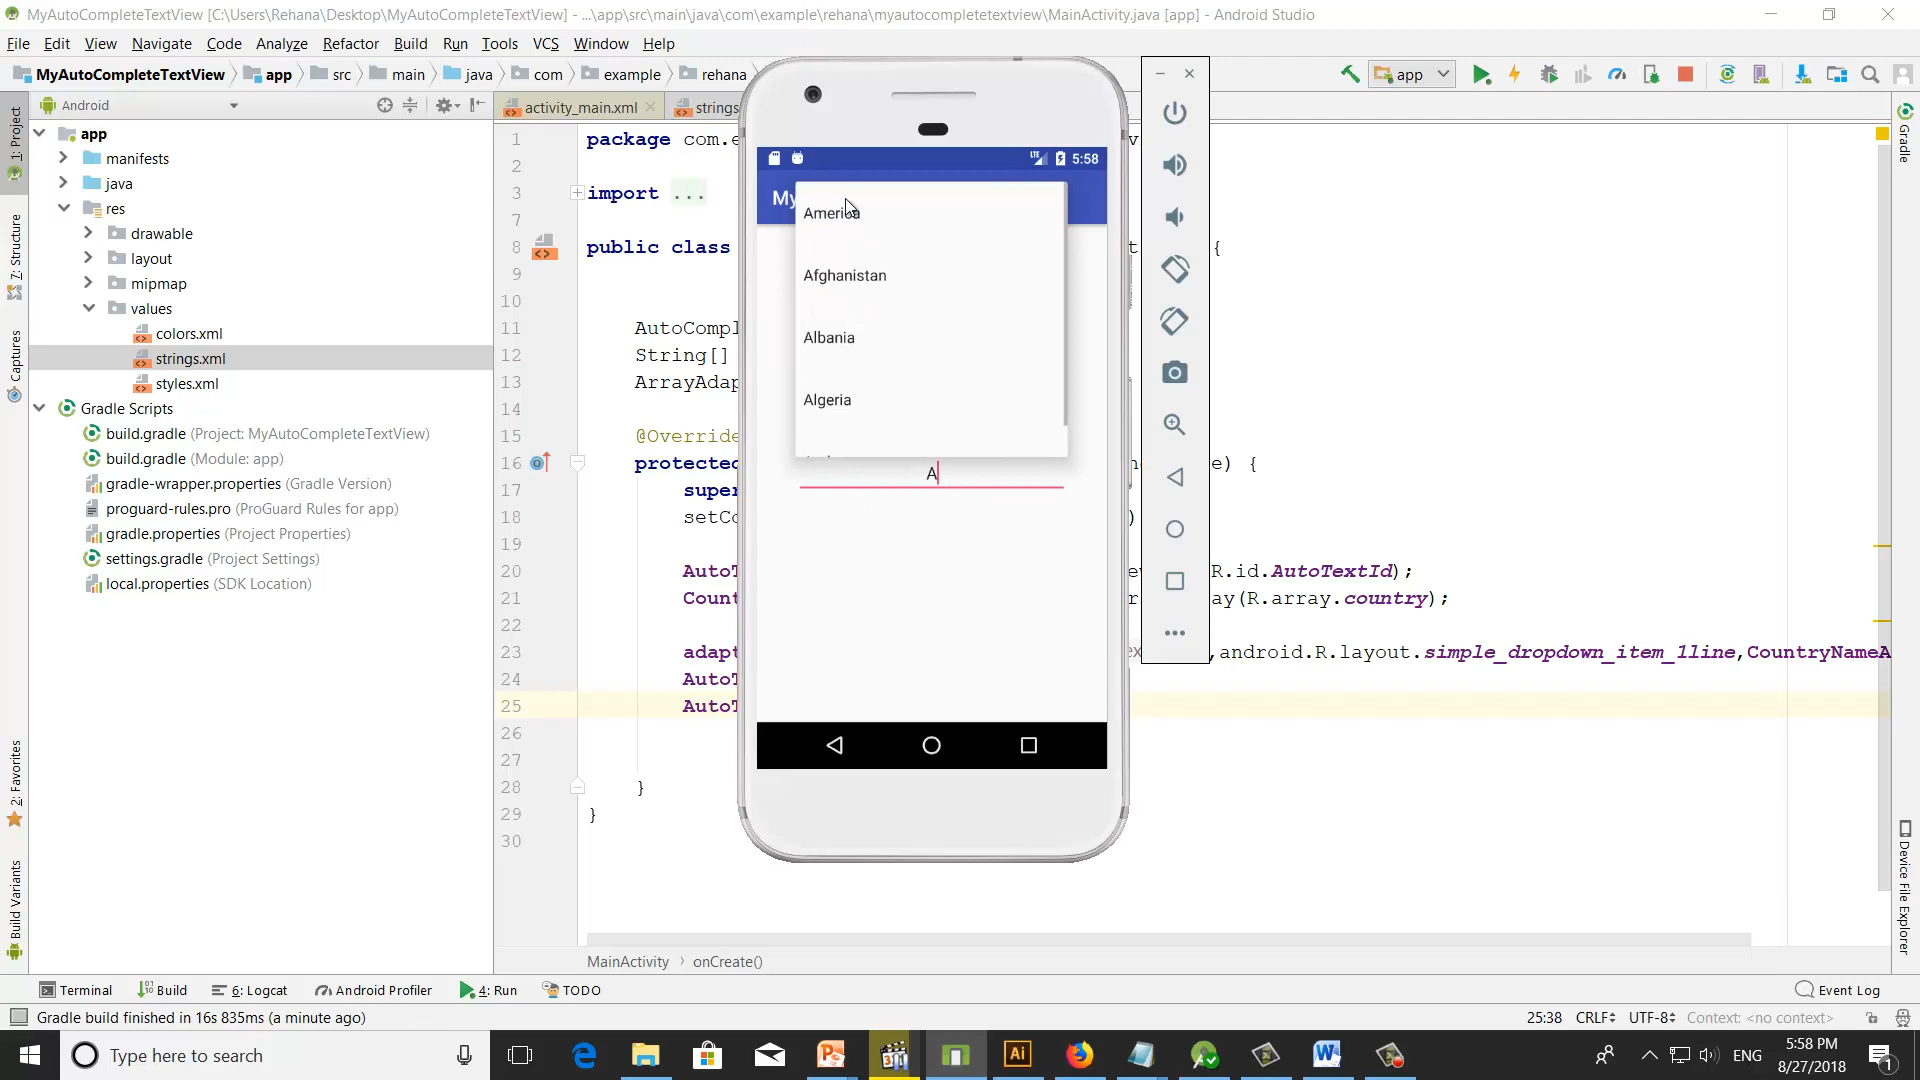 MyAutoCompleteTextView [C:\Users\Rehana\Desktop\MyAutoCompleteTextView] - ...\app\src\main\java\com\example\rehana\myautocompletetextview\MainActivity.java [app] - Android Studio
File Edit View Navigate Code Analyze Refactor Build Run Tools VCS Window Help
MyAutoCompleteTextView app src main java com example rehana
app
Android
activity_main.xml
strings
1: Project
7: Structure
Captures
2: Favorites
Build Variants
app
manifests
java
res
drawable
layout
mipmap
values
colors.xml
strings.xml
styles.xml
Gradle Scripts
build.gradle (Project: MyAutoCompleteTextView)
build.gradle (Module: app)
gradle-wrapper.properties (Gradle Version)
proguard-rules.pro (ProGuard Rules for app)
gradle.properties (Project Properties)
settings.gradle (Project Settings)
local.properties (SDK Location)
1 package com.e
2
3 import ...
7
8 public class t {
9
10
11 AutoCompl
12 String[]
13 ArrayAdap
14
15 @Override
16 protected e) {
17 super
18 setCo )
19
20 AutoT R.id.AutoTextId);
21 Count ay(R.array.country);
22
23 adapt ,android.R.layout.simple_dropdown_item_1line,CountryNameA
24 AutoT
25 AutoT
26
27
28 }
29 }
30
LTE 5:58
My
America
Afghanistan
Albania
Algeria
A
Gradle
Device File Explorer
MainActivity › onCreate()
Terminal Build 6: Logcat Android Profiler 4: Run TODO Event Log
Gradle build finished in 16s 835ms (a minute ago) 25:38 CRLF UTF-8 Context: <no context>
Type here to search
ENG
5:58 PM
8/27/2018
1